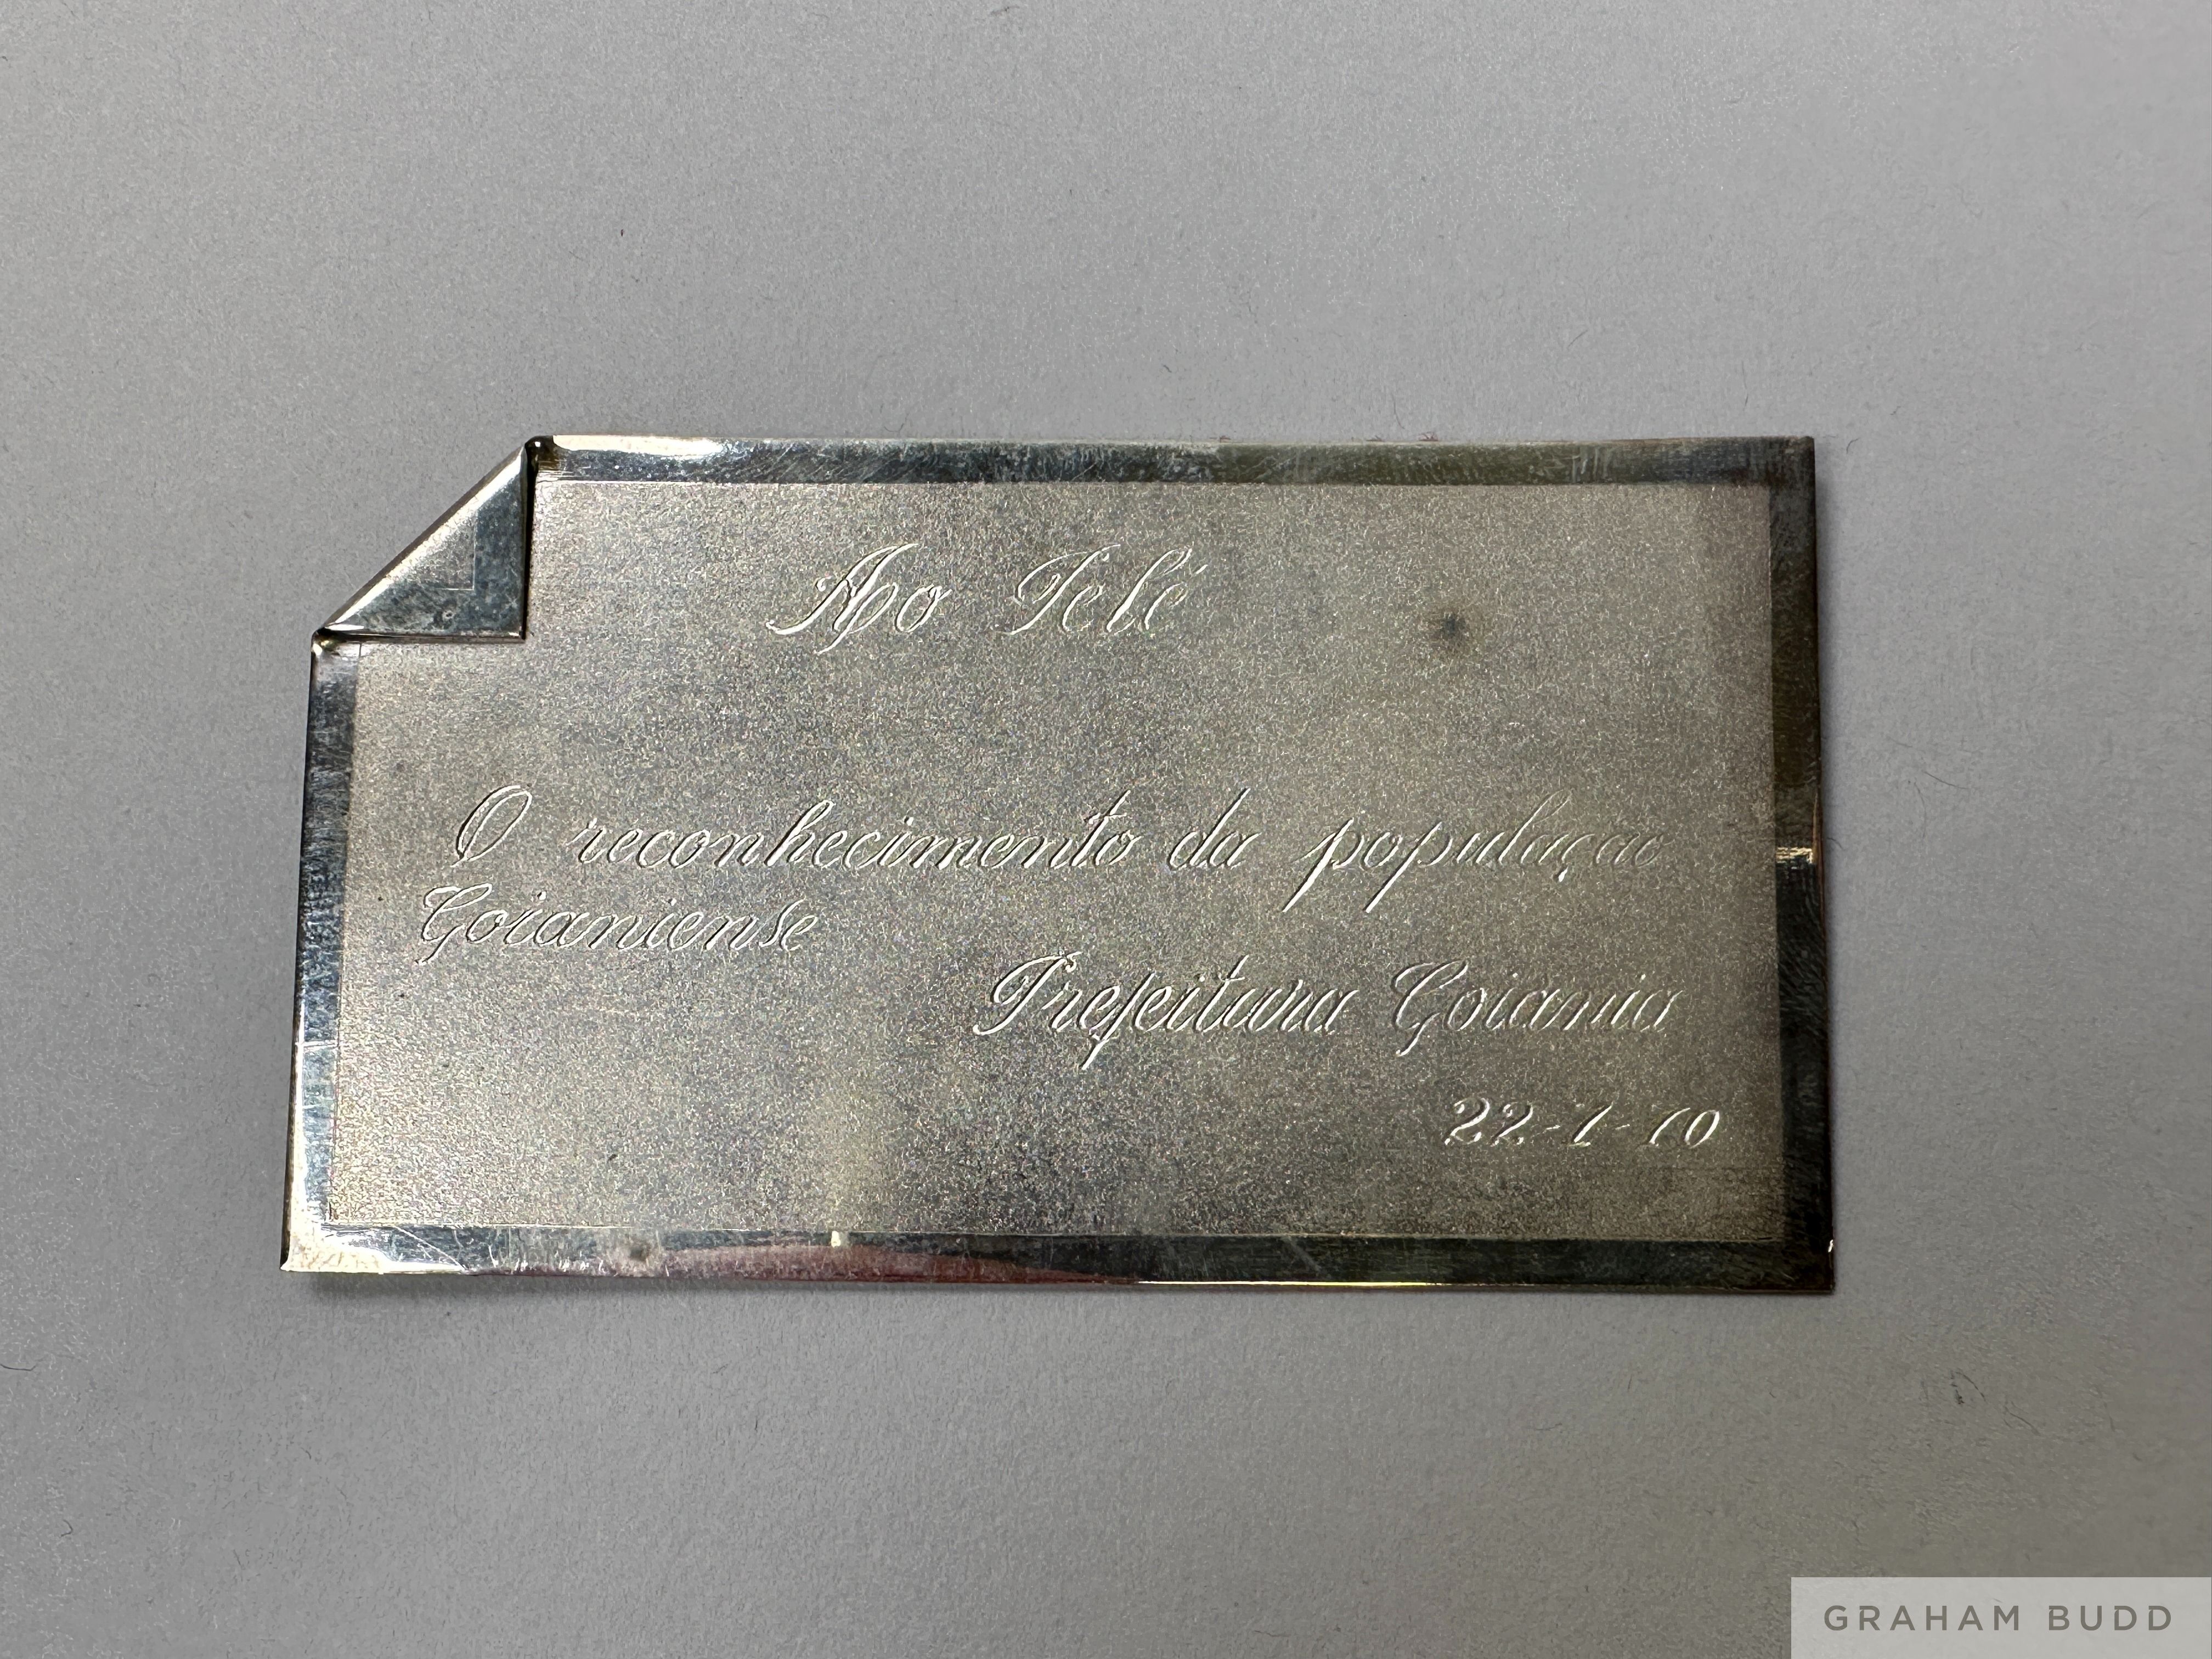 Ao Pelé
O reconhecimento da população
Goianiense
Prefeitura Goiania
22-7-70
GRAHAM BUDD